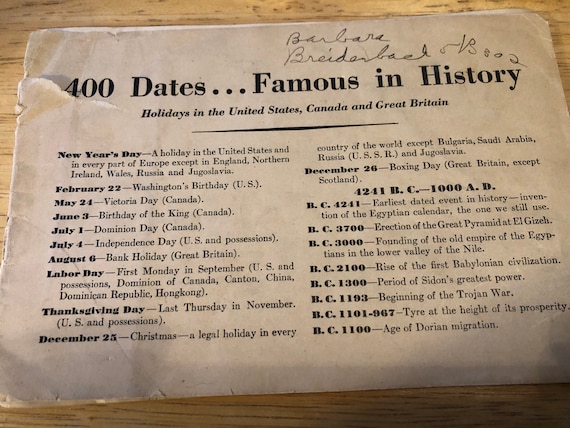 Barbara
Breidenbach
400 Dates... Famous in History
Holidays in the United States, Canada and Great Britain
New Year's Day—A holiday in the United States and
in every part of Europe except in England, Northern
Ireland, Wales, Russia and Jugoslavia.
February 22—Washington's Birthday (U.S.).
May 24—Victoria Day (Canada).
June 3—Birthday of the King (Canada).
July 1—Dominion Day (Canada).
July 4—Independence Day (U.S. and possessions).
August 6—Bank Holiday (Great Britain).
Labor Day—First Monday in September (U.S. and
possessions, Dominion of Canada, Canton, China,
Dominican Republic, Hongkong).
Thanksgiving Day—Last Thursday in November.
(U.S. and possessions).
December 25—Christmas—a legal holiday in every
country of the world except Bulgaria, Saudi Arabia,
Russia (U.S.S.R.) and Jugoslavia.
December 26—Boxing Day (Great Britain, except
Scotland).
4241 B.C.—1000 A.D.
B.C. 4241—Earliest dated event in history—inven-
tion of the Egyptian calendar, the one we still use.
B.C. 3700—Erection of the Great Pyramid at El Gizeh.
B.C. 3000—Founding of the old empire of the Egyp-
tians in the lower valley of the Nile.
B.C. 2100—Rise of the first Babylonian civilization.
B.C. 1300—Period of Sidon's greatest power.
B.C. 1193—Beginning of the Trojan War.
B.C. 1101-967—Tyre at the height of its prosperity.
B.C. 1100—Age of Dorian migration.